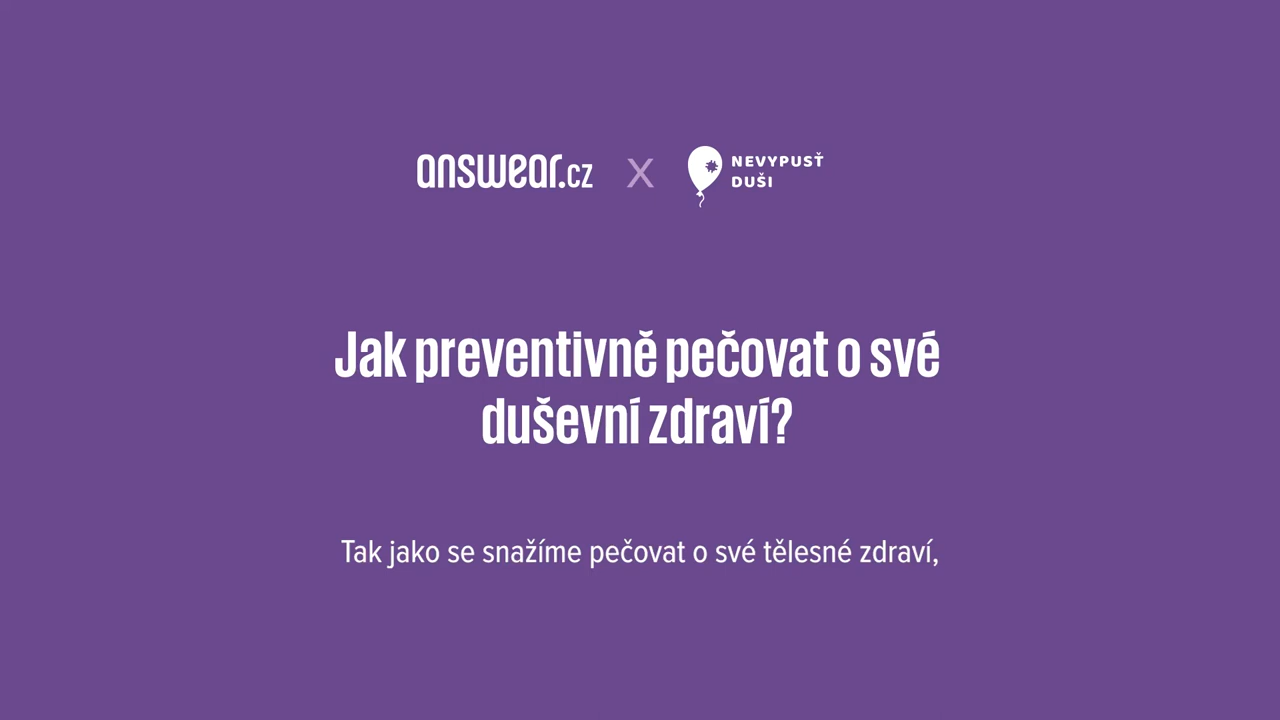 answear.cz X NEVYPUSŤ
DUŠI
Jak preventivně pečovat o své
duševní zdraví?
Tak jako se snažíme pečovat o své tělesné zdraví,